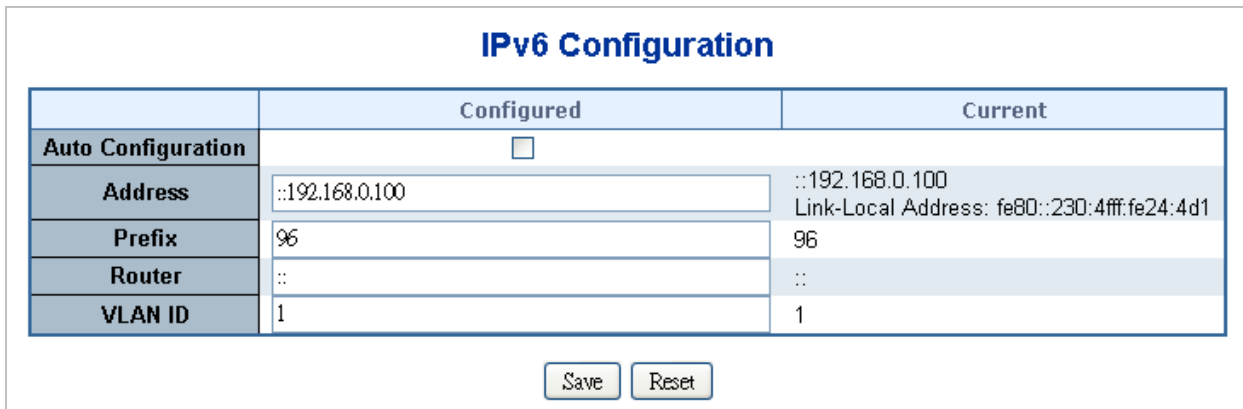 IPv6 Configuration
Configured Current
Auto Configuration
Address ::192.168.0.100 ::192.168.0.100
Link-Local Address: fe80::230:4fff:fe24:4d1
Prefix 96 96
Router :: ::
VLAN ID 1 1
Save Reset